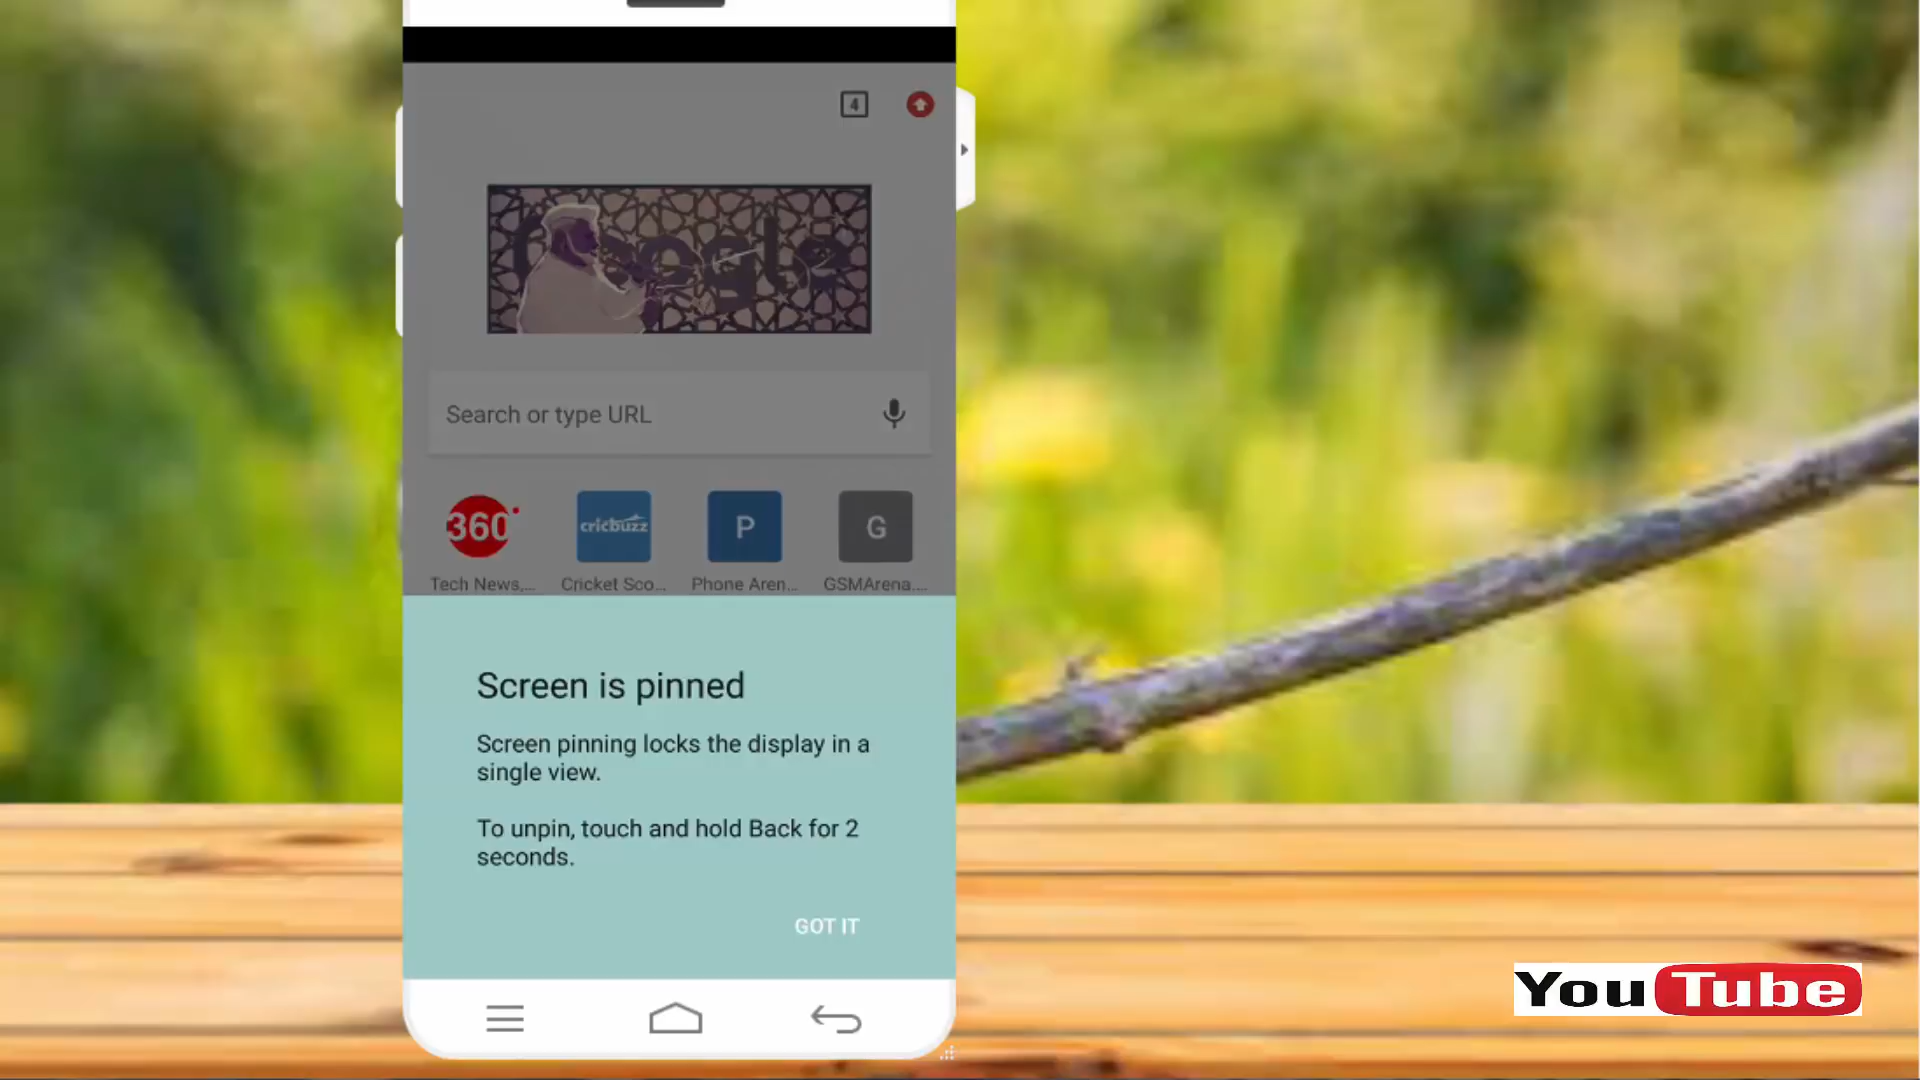 4
Google
Search or type URL
360
cricbuzz
P
G
Tech News,...
Cricket Sco...
Phone Aren...
GSMArena....
Screen is pinned
Screen pinning locks the display in a
single view.
To unpin, touch and hold Back for 2
seconds.
GOT IT
YouTube